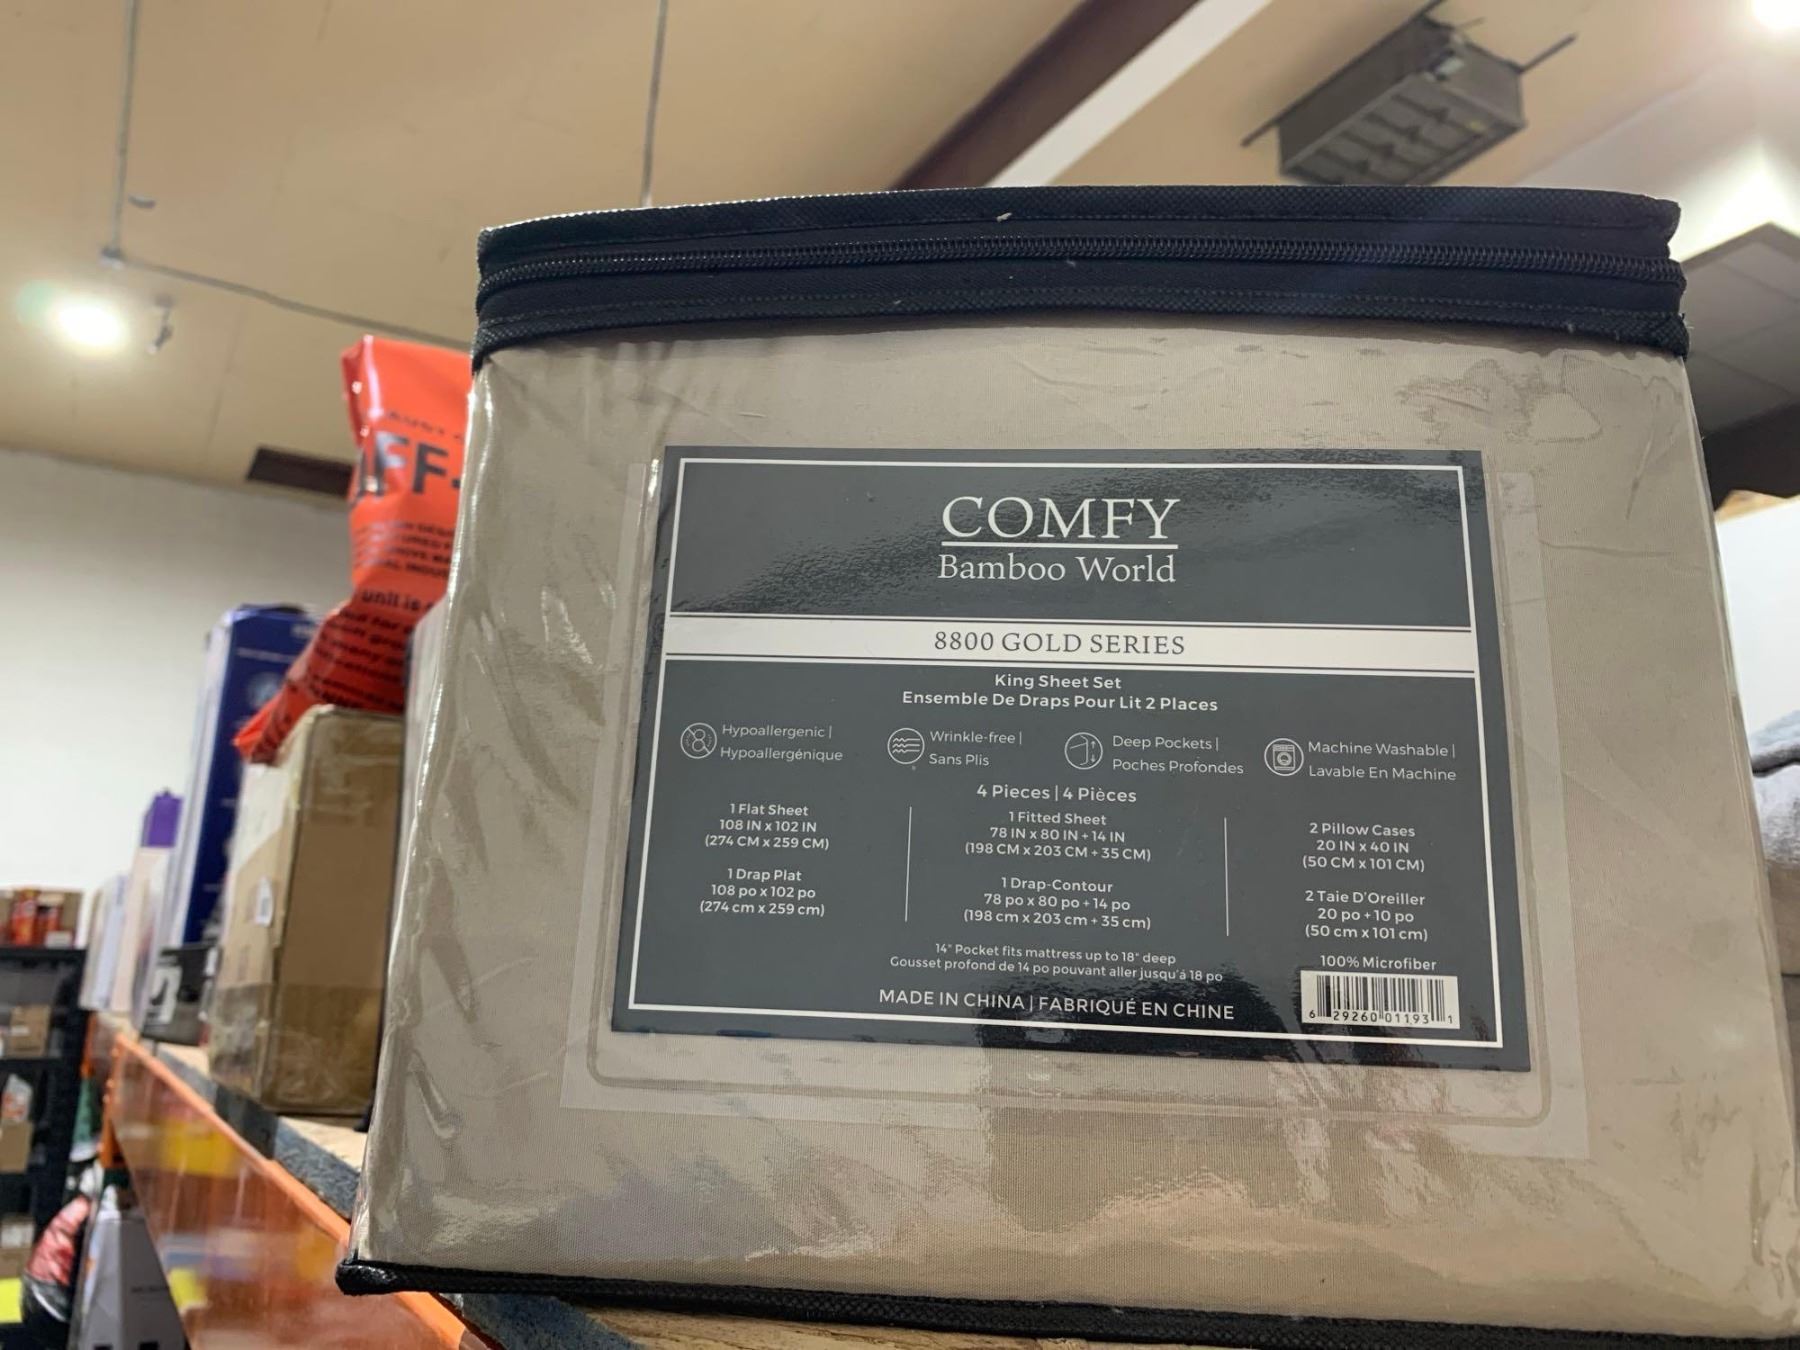 COMFY
Bamboo World
8800 GOLD SERIES
King Sheet Set
Ensemble De Draps Pour Lit 2 Places
Hypoallergenic |
Hypoallergénique
Wrinkle-free |
Sans Plis
Deep Pockets |
Poches Profondes
Machine Washable |
Lavable En Machine
4 Pieces | 4 Pièces
1 Flat Sheet
108 IN x 102 IN
(274 CM x 259 CM)
1 Drap Plat
108 po x 102 po
(274 cm x 259 cm)
1 Fitted Sheet
78 IN x 80 IN + 14 IN
(198 CM x 203 CM + 35 CM)
1 Drap-Contour
78 po x 80 po + 14 po
(198 cm x 203 cm + 35 cm)
2 Pillow Cases
20 IN x 40 IN
(50 CM x 101 CM)
2 Taie D'Oreiller
20 po + 10 po
(50 cm x 101 cm)
14" Pocket fits mattress up to 18" deep
Gousset profond de 14 po pouvant aller jusqu'á 18 po
MADE IN CHINA | FABRIQUÉ EN CHINE
100% Microfiber
6 29260 01193 1
unit is